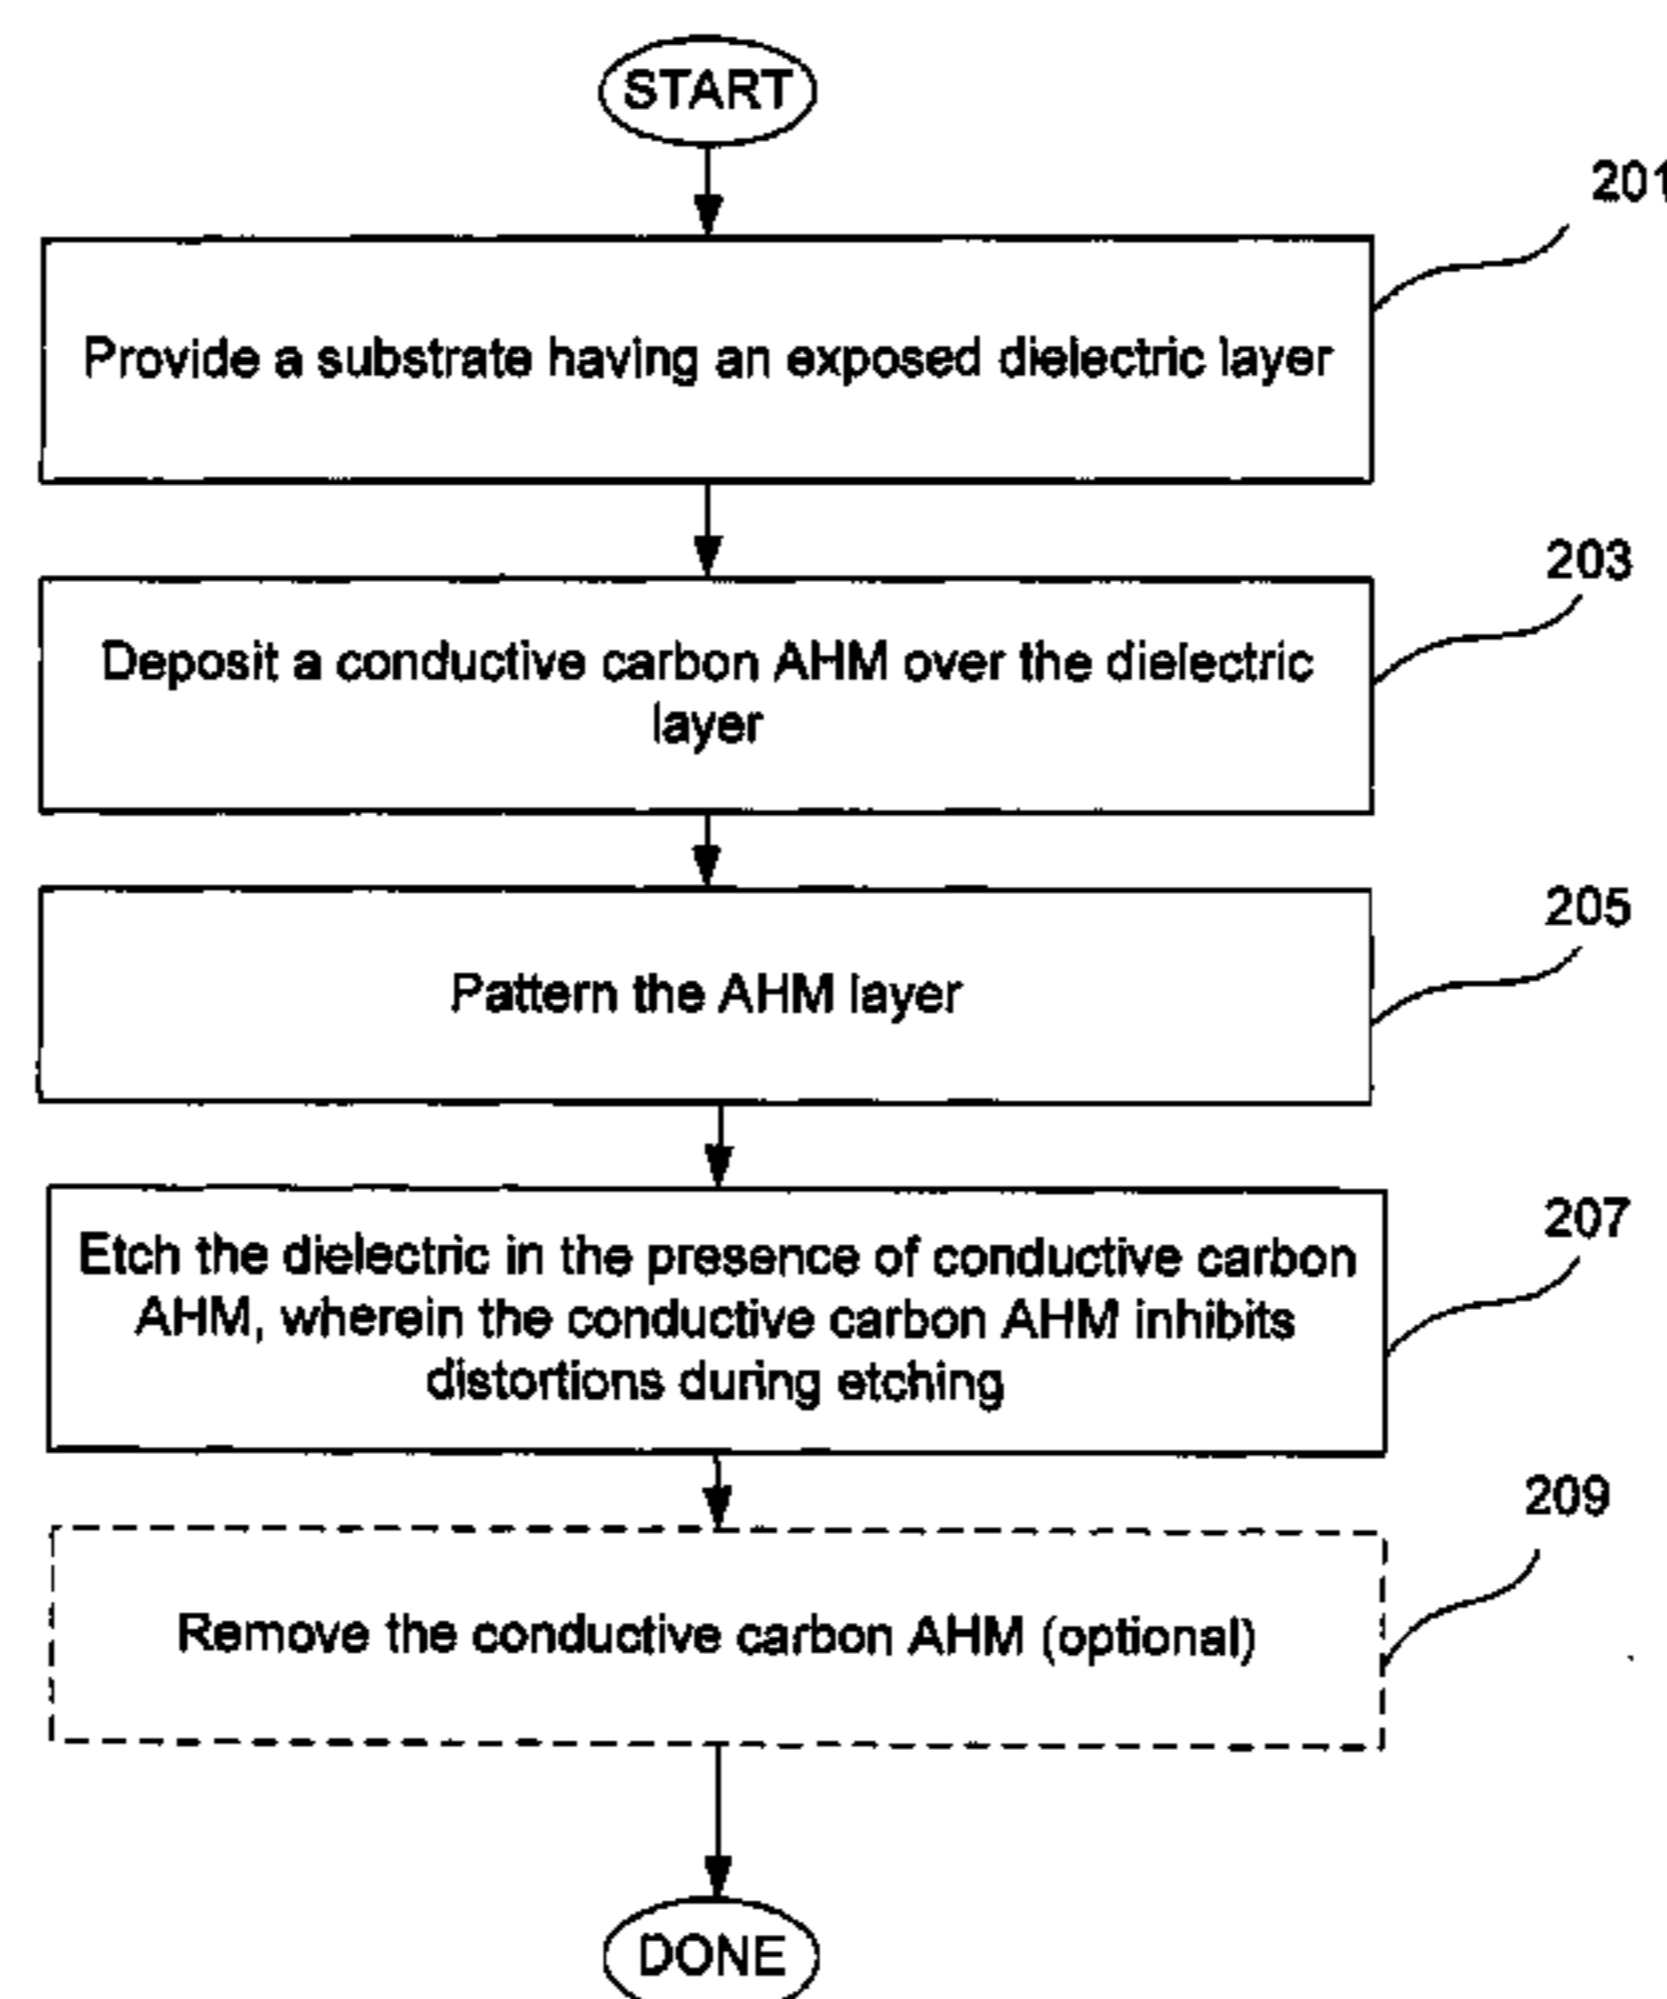 START
201
Provide a substrate having an exposed dielectric layer
203
Deposit a conductive carbon AHM over the dielectric
layer
205
Pattern the AHM layer
207
Etch the dielectric in the presence of conductive carbon
AHM, wherein the conductive carbon AHM inhibits
distortions during etching
209
Remove the conductive carbon AHM (optional)
DONE